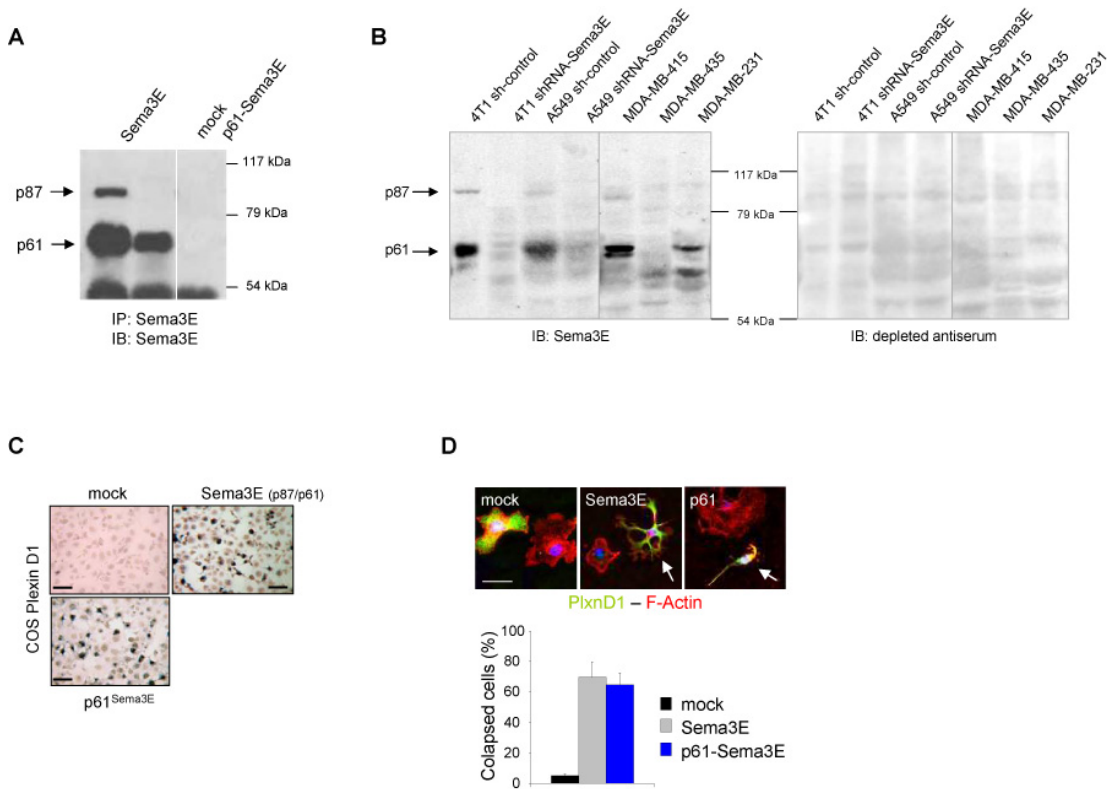 A
Sema3E
mock
p61-Sema3E
p87
p61
117 kDa
79 kDa
54 kDa
IP: Sema3E
IB: Sema3E
B
4T1 sh-control
4T1 shRNA-Sema3E
A549 sh-control
A549 shRNA-Sema3E
MDA-MB-415
MDA-MB-435
MDA-MB-231
p87
p61
IB: Sema3E
117 kDa
79 kDa
54 kDa
4T1 sh-control
4T1 shRNA-Sema3E
A549 sh-control
A549 shRNA-Sema3E
MDA-MB-415
MDA-MB-435
MDA-MB-231
IB: depleted antiserum
C
mock
Sema3E (p87/p61)
COS Plexin D1
p61Sema3E
D
mock
Sema3E
p61
PlxnD1 – F-Actin
Colapsed cells (%)
100
80
60
40
20
0
mock
Sema3E
p61-Sema3E